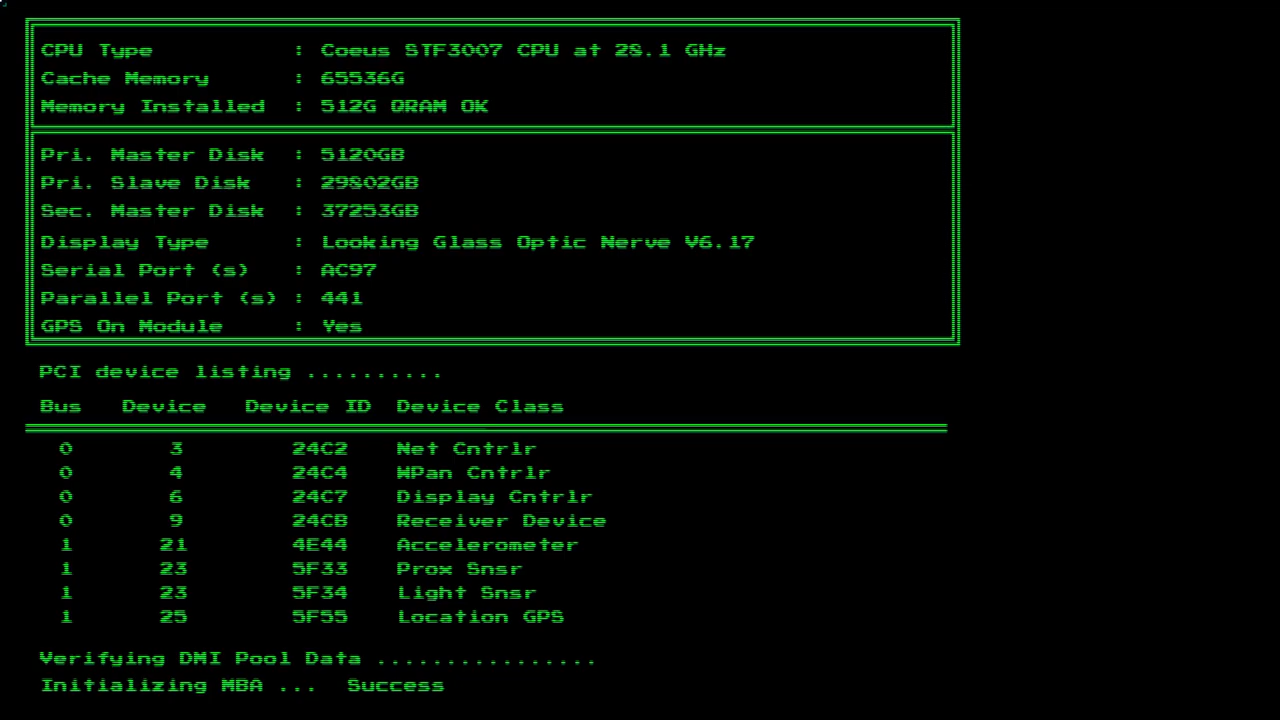 CPU Type : Coeus STF3007 CPU at 28.1 GHz
Cache Memory : 65536G
Memory Installed : 512G QRAM OK
Pri. Master Disk : 5120GB
Pri. Slave Disk : 29802GB
Sec. Master Disk : 37253GB
Display Type : Looking Glass Optic Nerve V6.17
Serial Port (s) : AC97
Parallel Port (s) : 441
GPS On Module : Yes
PCI device listing ..........
Bus Device Device ID Device Class
0 3 24C2 Net Cntrlr
0 4 24C4 WPan Cntrlr
0 6 24C7 Display Cntrlr
0 9 24CB Receiver Device
1 21 4E44 Accelerometer
1 23 5F33 Prox Snsr
1 23 5F34 Light Snsr
1 25 5F55 Location GPS
Verifying DMI Pool Data ................
Initializing MBA ... Success